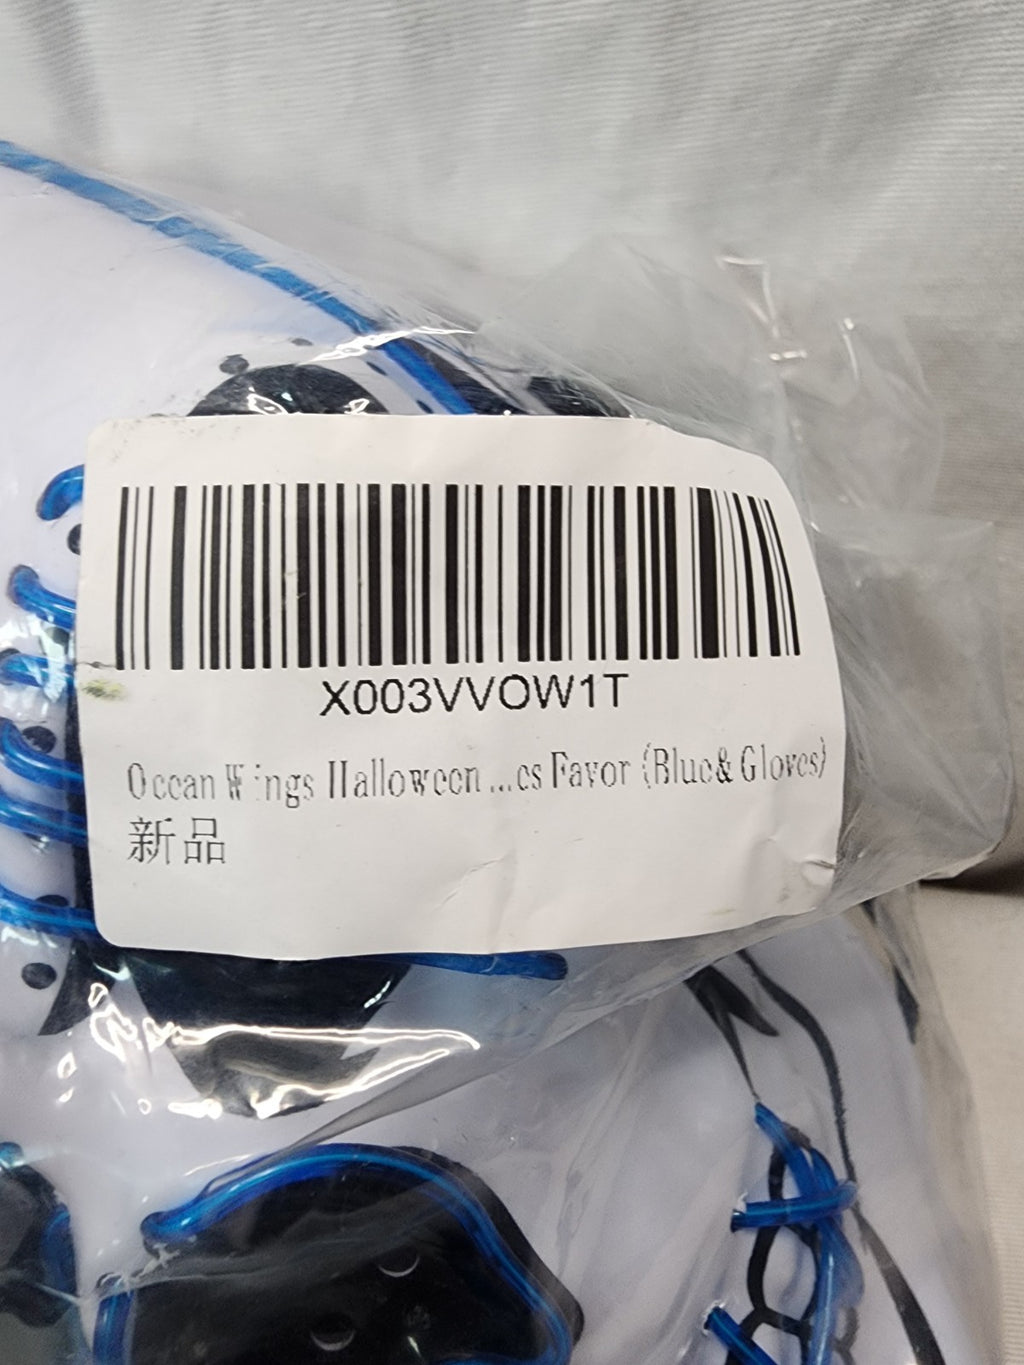 X003VVOW1T
Ocean Wings Halloween ...es Favor (Blue& Gloves)
新品